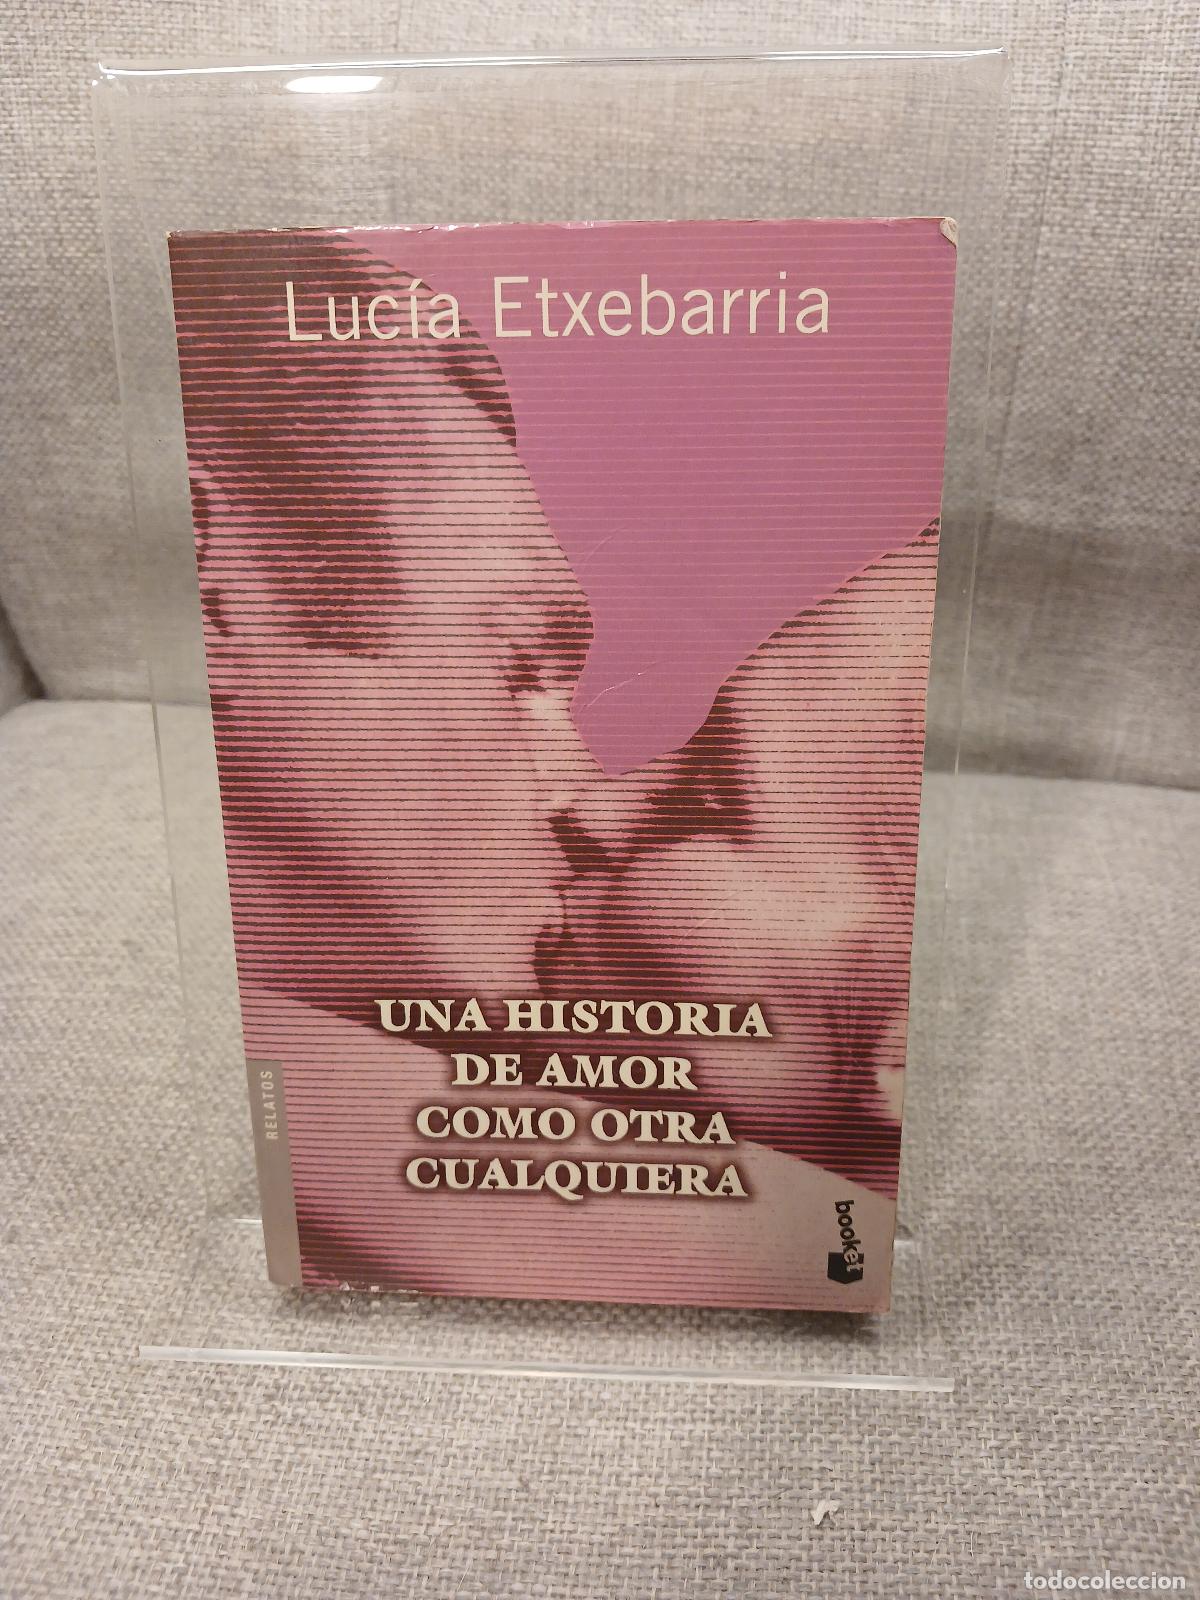 Lucía Etxebarria
UNA HISTORIA
DE AMOR
COMO OTRA
CUALQUIERA
RELATOS
booket
todocoleccion